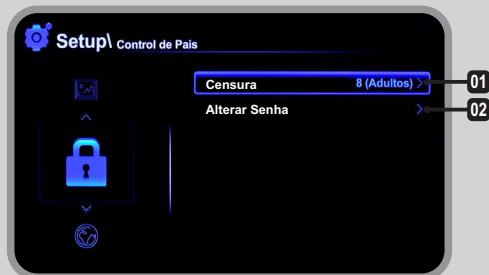 Setup\ Control de Pais
Censura 8 (Adultos) >
01
Alterar Senha >
02